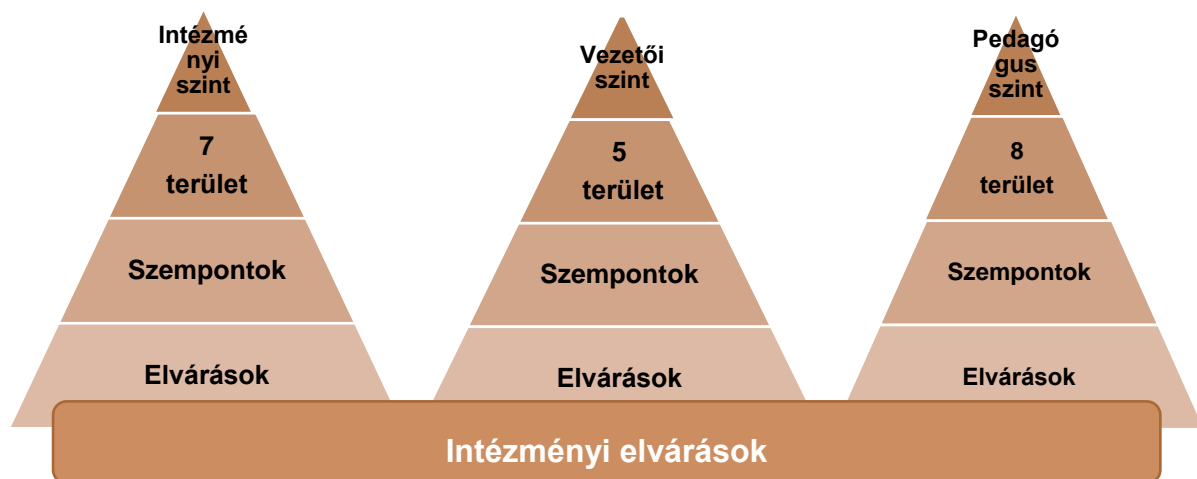 Intézmé
nyi
szint
7
terület
Szempontok
Elvárások
Vezetői
szint
5
terület
Szempontok
Elvárások
Pedagó
gus
szint
8
terület
Szempontok
Elvárások
Intézményi elvárások